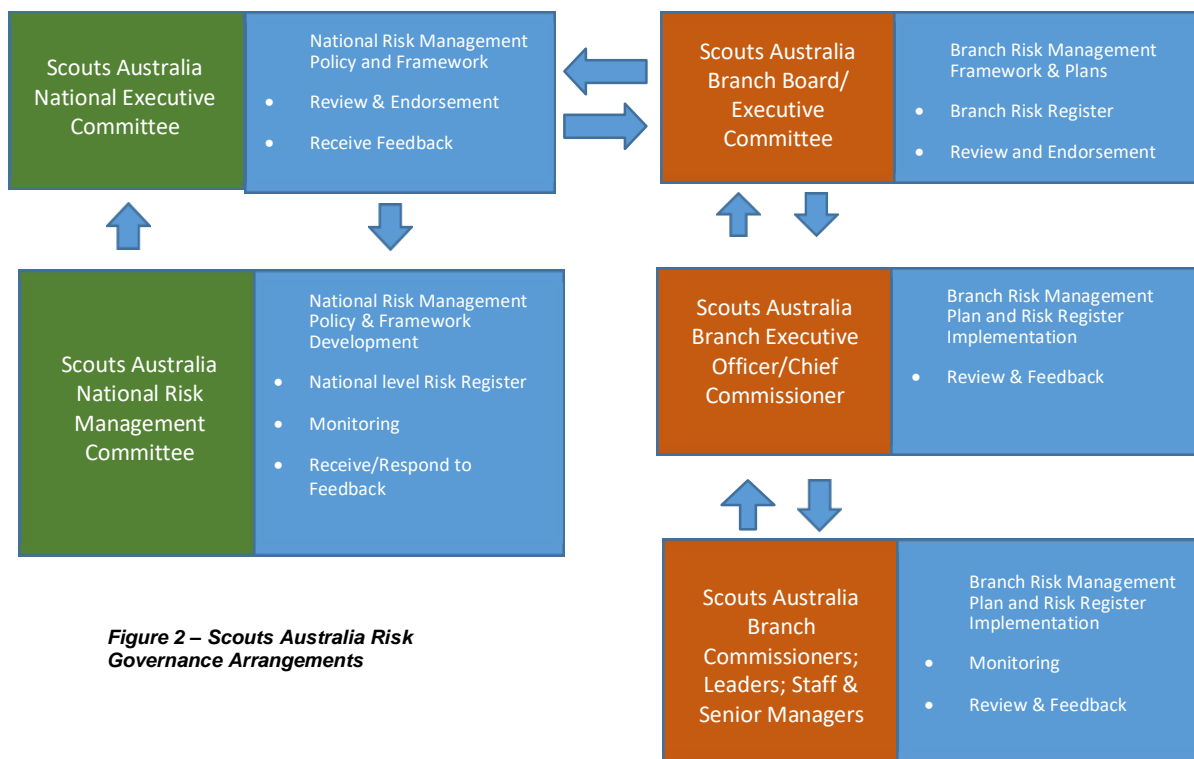 Scouts Australia
National Executive
Committee
National Risk Management
Policy and Framework
• Review & Endorsement
• Receive Feedback
Scouts Australia
Branch Board/
Executive
Committee
Branch Risk Management
Framework & Plans
• Branch Risk Register
• Review and Endorsement
Scouts Australia
National Risk
Management
Committee
National Risk Management
Policy & Framework
Development
• National level Risk Register
• Monitoring
• Receive/Respond to
Feedback
Scouts Australia
Branch Executive
Officer/Chief
Commissioner
Branch Risk Management
Plan and Risk Register
Implementation
• Review & Feedback
Scouts Australia
Branch
Commissioners;
Leaders; Staff &
Senior Managers
Branch Risk Management
Plan and Risk Register
Implementation
• Monitoring
• Review & Feedback
Figure 2 – Scouts Australia Risk
Governance Arrangements